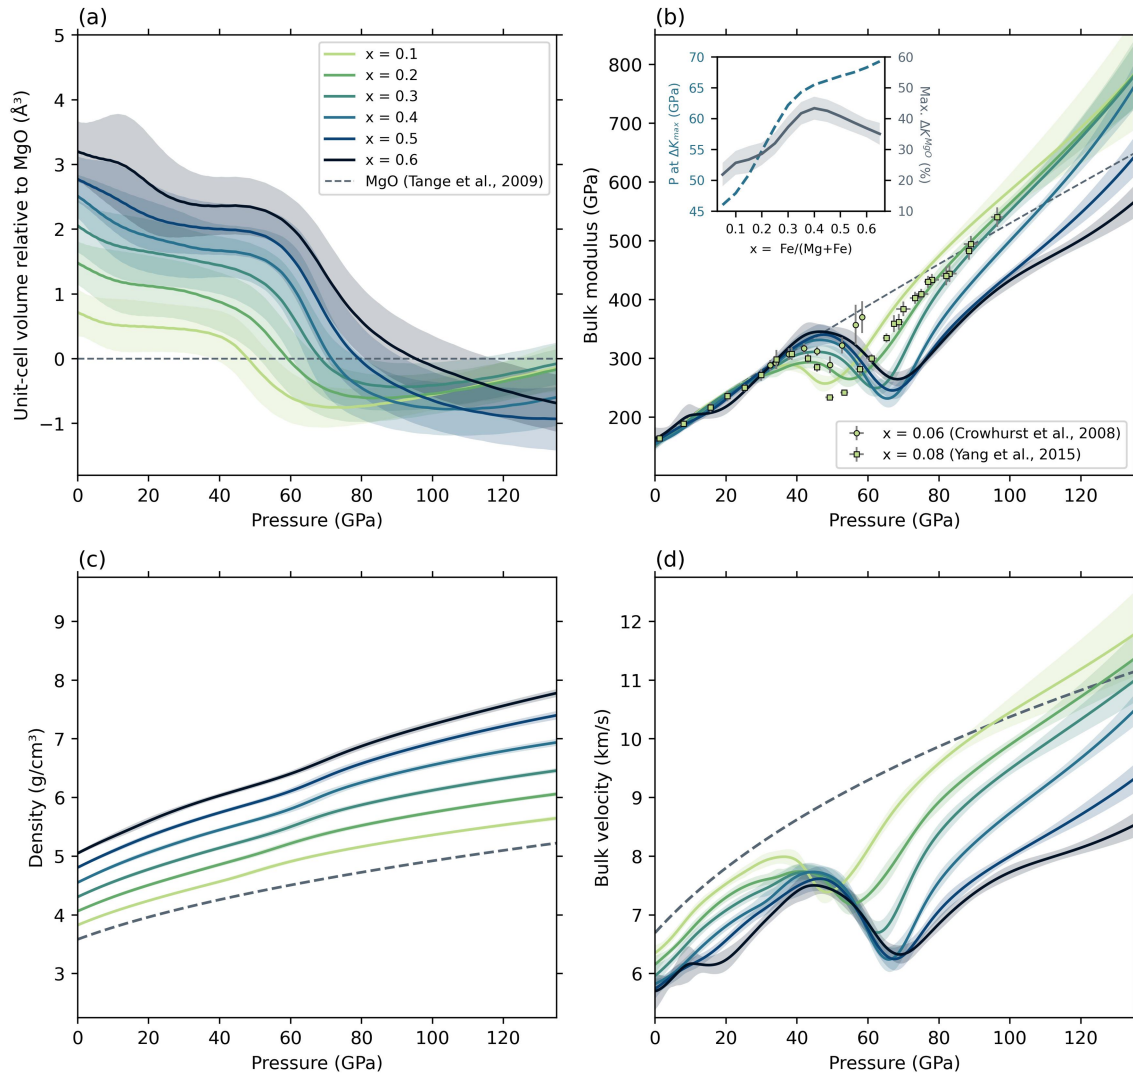 (a)
Unit-cell volume relative to MgO (Å³)
5
4
3
2
1
0
−1
x = 0.1
x = 0.2
x = 0.3
x = 0.4
x = 0.5
x = 0.6
MgO (Tange et al., 2009)
0 20 40 60 80 100 120
Pressure (GPa)
(b)
Bulk modulus (GPa)
800
700
600
500
400
300
200
P at ΔKmax (GPa)
70
65
60
55
50
45
60
50
40
30
20
10
Max. ΔK^MgO (%)
0.1 0.2 0.3 0.4 0.5 0.6
x = Fe/(Mg+Fe)
x = 0.06 (Crowhurst et al., 2008)
x = 0.08 (Yang et al., 2015)
0 20 40 60 80 100 120
Pressure (GPa)
(c)
Density (g/cm³)
9
8
7
6
5
4
3
0 20 40 60 80 100 120
Pressure (GPa)
(d)
Bulk velocity (km/s)
12
11
10
9
8
7
6
0 20 40 60 80 100 120
Pressure (GPa)